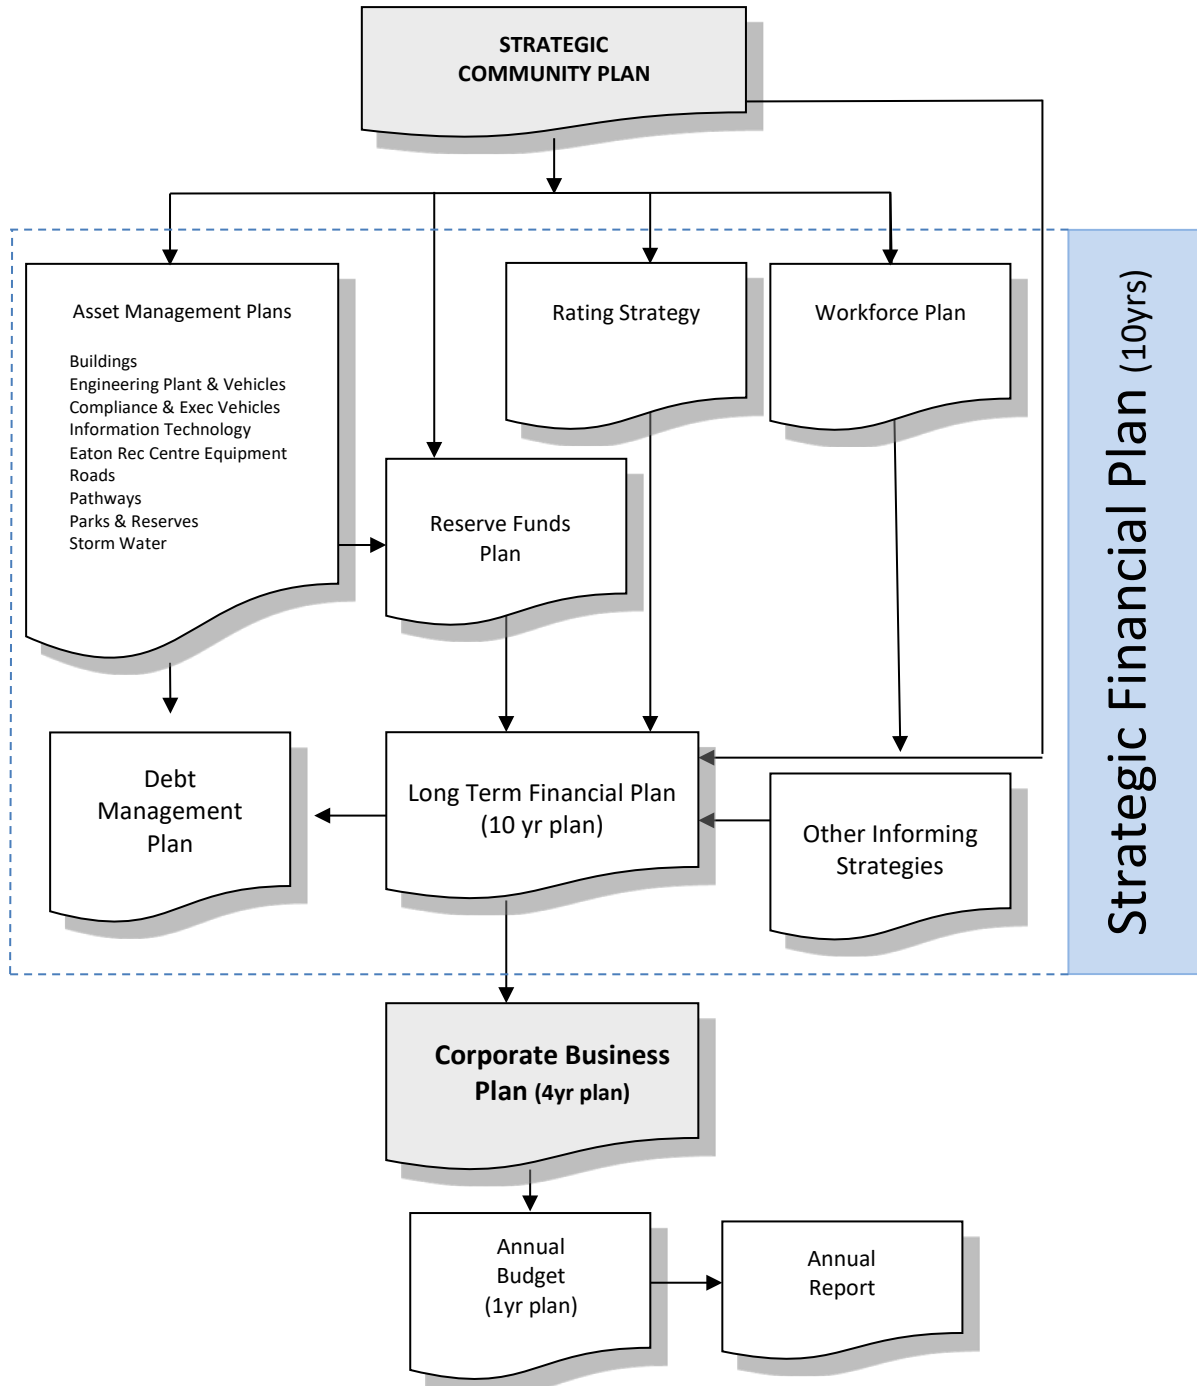 STRATEGIC
COMMUNITY PLAN
Asset Management Plans
Buildings
Engineering Plant & Vehicles
Compliance & Exec Vehicles
Information Technology
Eaton Rec Centre Equipment
Roads
Pathways
Parks & Reserves
Storm Water
Rating Strategy
Workforce Plan
Reserve Funds
Plan
Debt
Management
Plan
Long Term Financial Plan
(10 yr plan)
Other Informing
Strategies
Strategic Financial Plan (10yrs)
Corporate Business
Plan (4yr plan)
Annual
Budget
(1yr plan)
Annual
Report